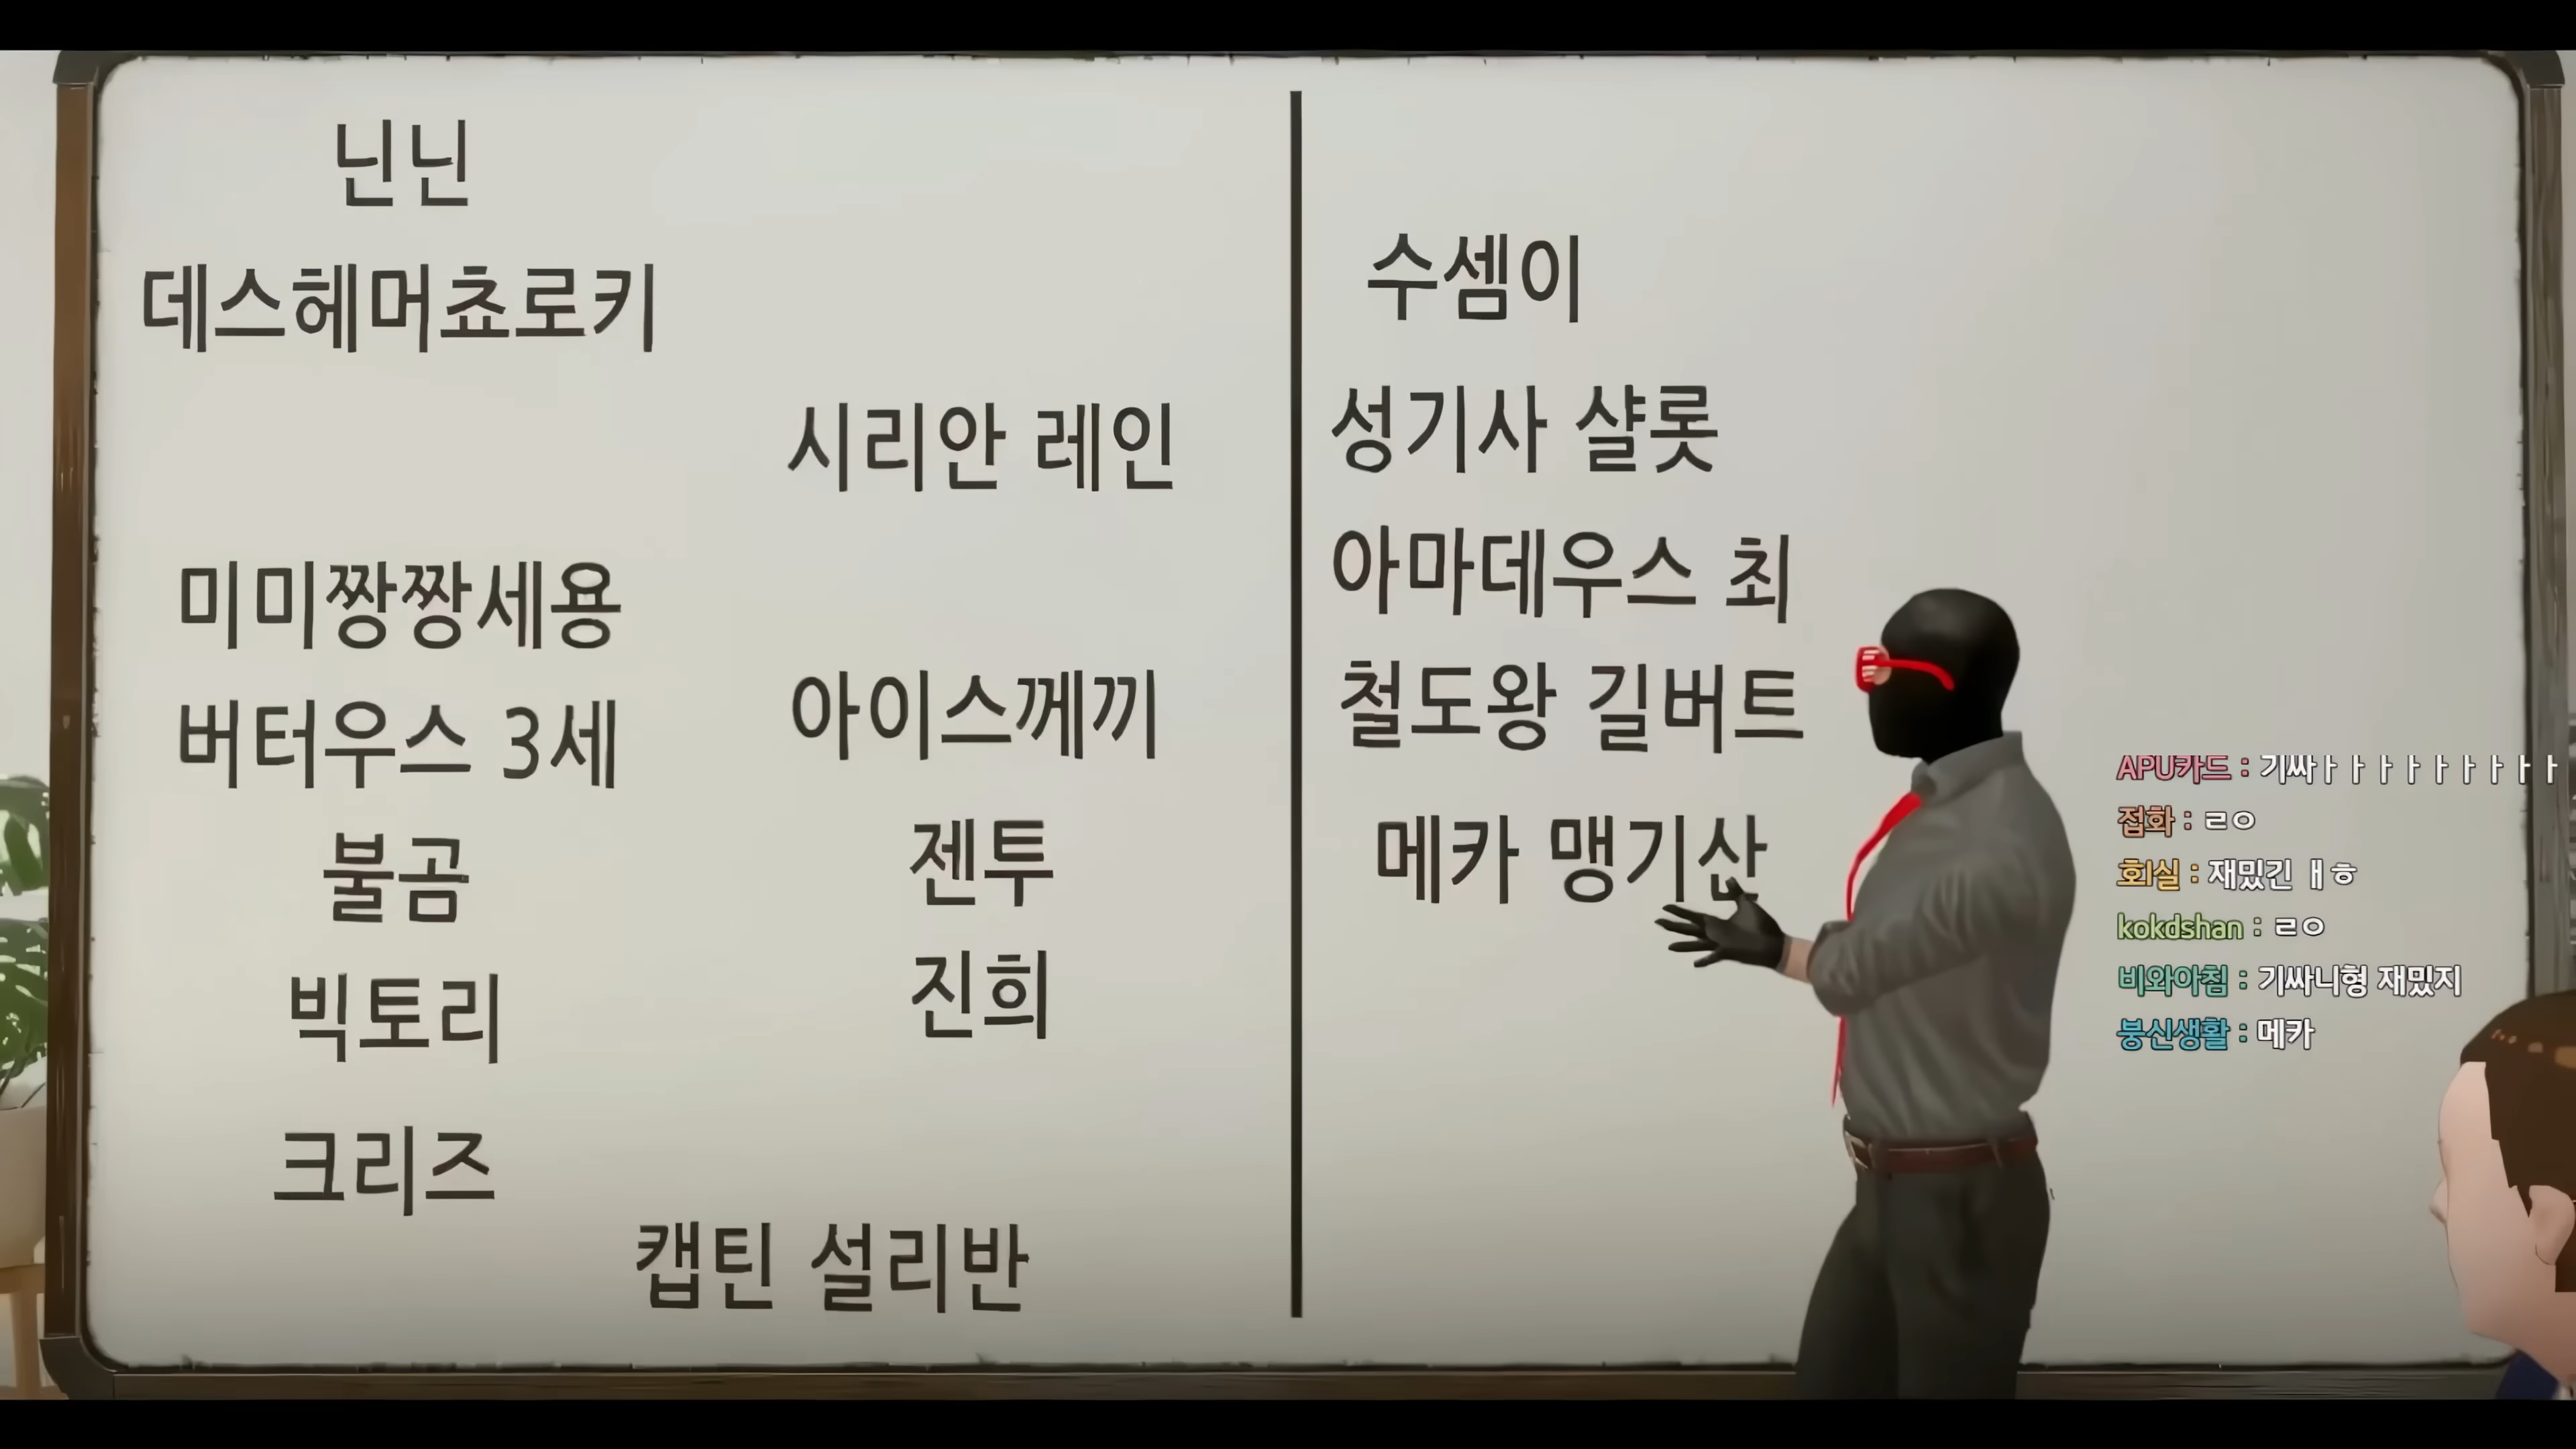 닌닌
데스헤머쵸로키
시리안 레인
미미짱짱세용
버터우스 3세
아이스께끼
불곰
젠투
빅토리
진희
크리즈
캡틴 설리반
수셈이
성기사 샬롯
아마데우스 최
철도왕 길버트
메카 맹기산
APU카드 : 기싸ㅏㅏㅏㅏㅏㅏㅏㅏㅏ
접화 : ㄹㅇ
회실 : 재밌긴 ㅐㅎ
kokdshan : ㄹㅇ
비와아침 : 기싸니형 재밌지
붕신생활 : 메카